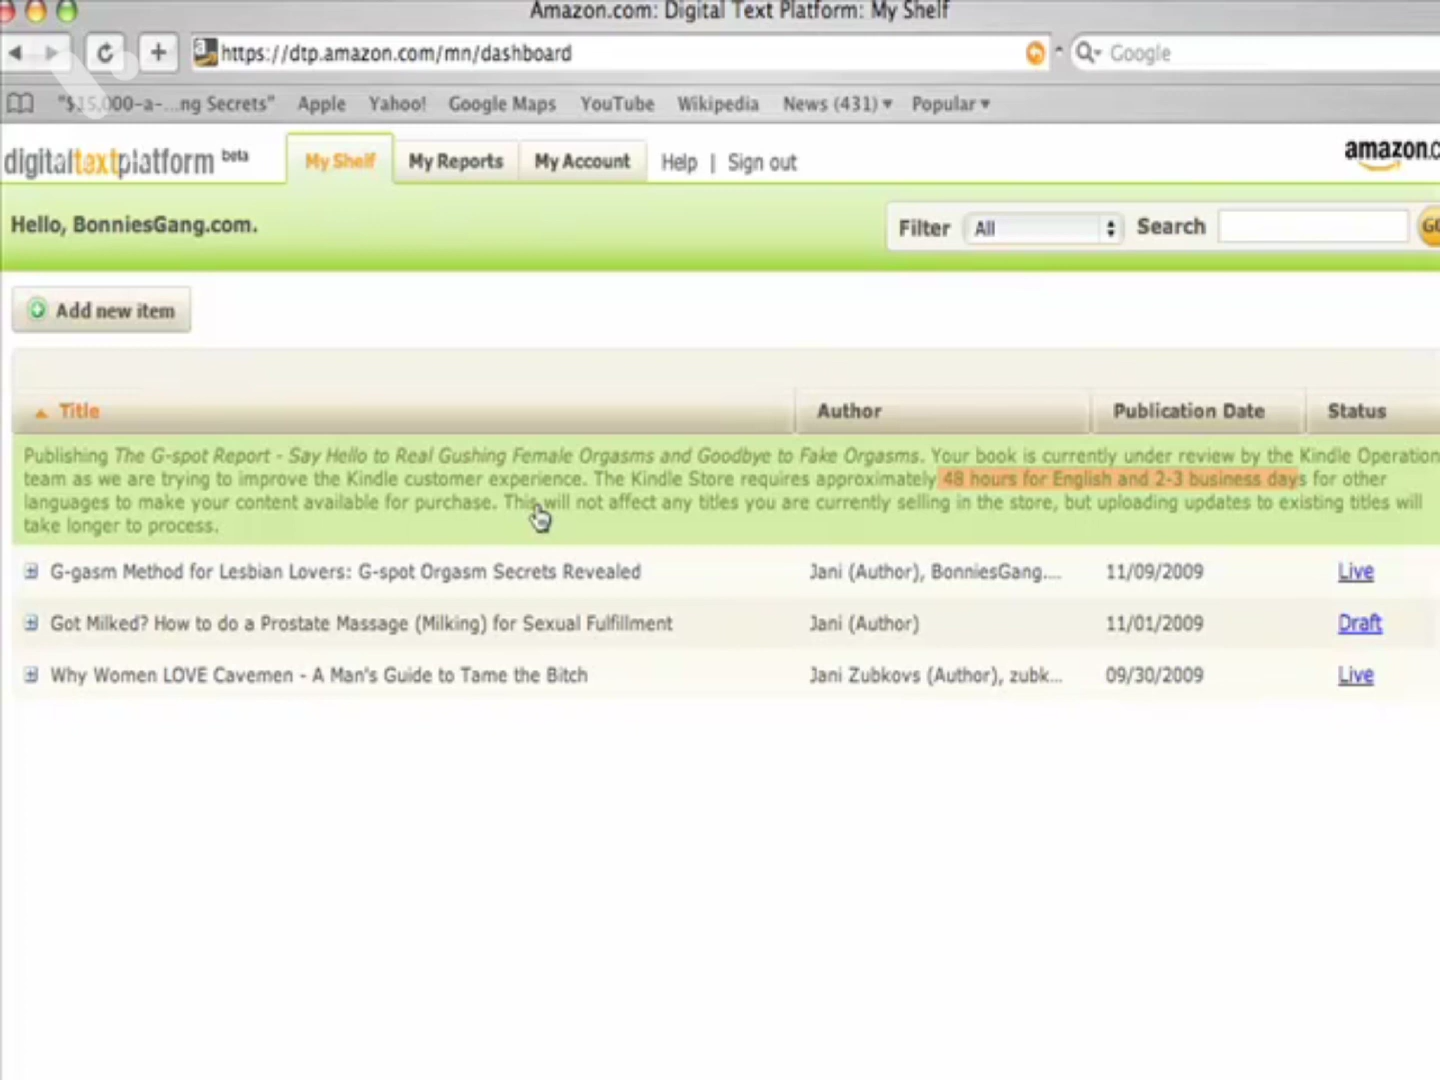 Amazon.com: Digital Text Platform: My Shelf
https://dtp.amazon.com/mn/dashboard
Google
"$15,000-a-...ng Secrets" Apple Yahoo! Google Maps YouTube Wikipedia News (431) Popular
digitaltextplatform beta My Shelf My Reports My Account Help | Sign out
amazon.c
Hello, BonniesGang.com.
Filter All Search GO
Add new item
Title Author Publication Date Status
Publishing The G-spot Report - Say Hello to Real Gushing Female Orgasms and Goodbye to Fake Orgasms. Your book is currently under review by the Kindle Operation
team as we are trying to improve the Kindle customer experience. The Kindle Store requires approximately 48 hours for English and 2-3 business days for other
languages to make your content available for purchase. This will not affect any titles you are currently selling in the store, but uploading updates to existing titles will
take longer to process.
G-gasm Method for Lesbian Lovers: G-spot Orgasm Secrets Revealed Jani (Author), BonniesGang.... 11/09/2009 Live
Got Milked? How to do a Prostate Massage (Milking) for Sexual Fulfillment Jani (Author) 11/01/2009 Draft
Why Women LOVE Cavemen - A Man's Guide to Tame the Bitch Jani Zubkovs (Author), zubk... 09/30/2009 Live